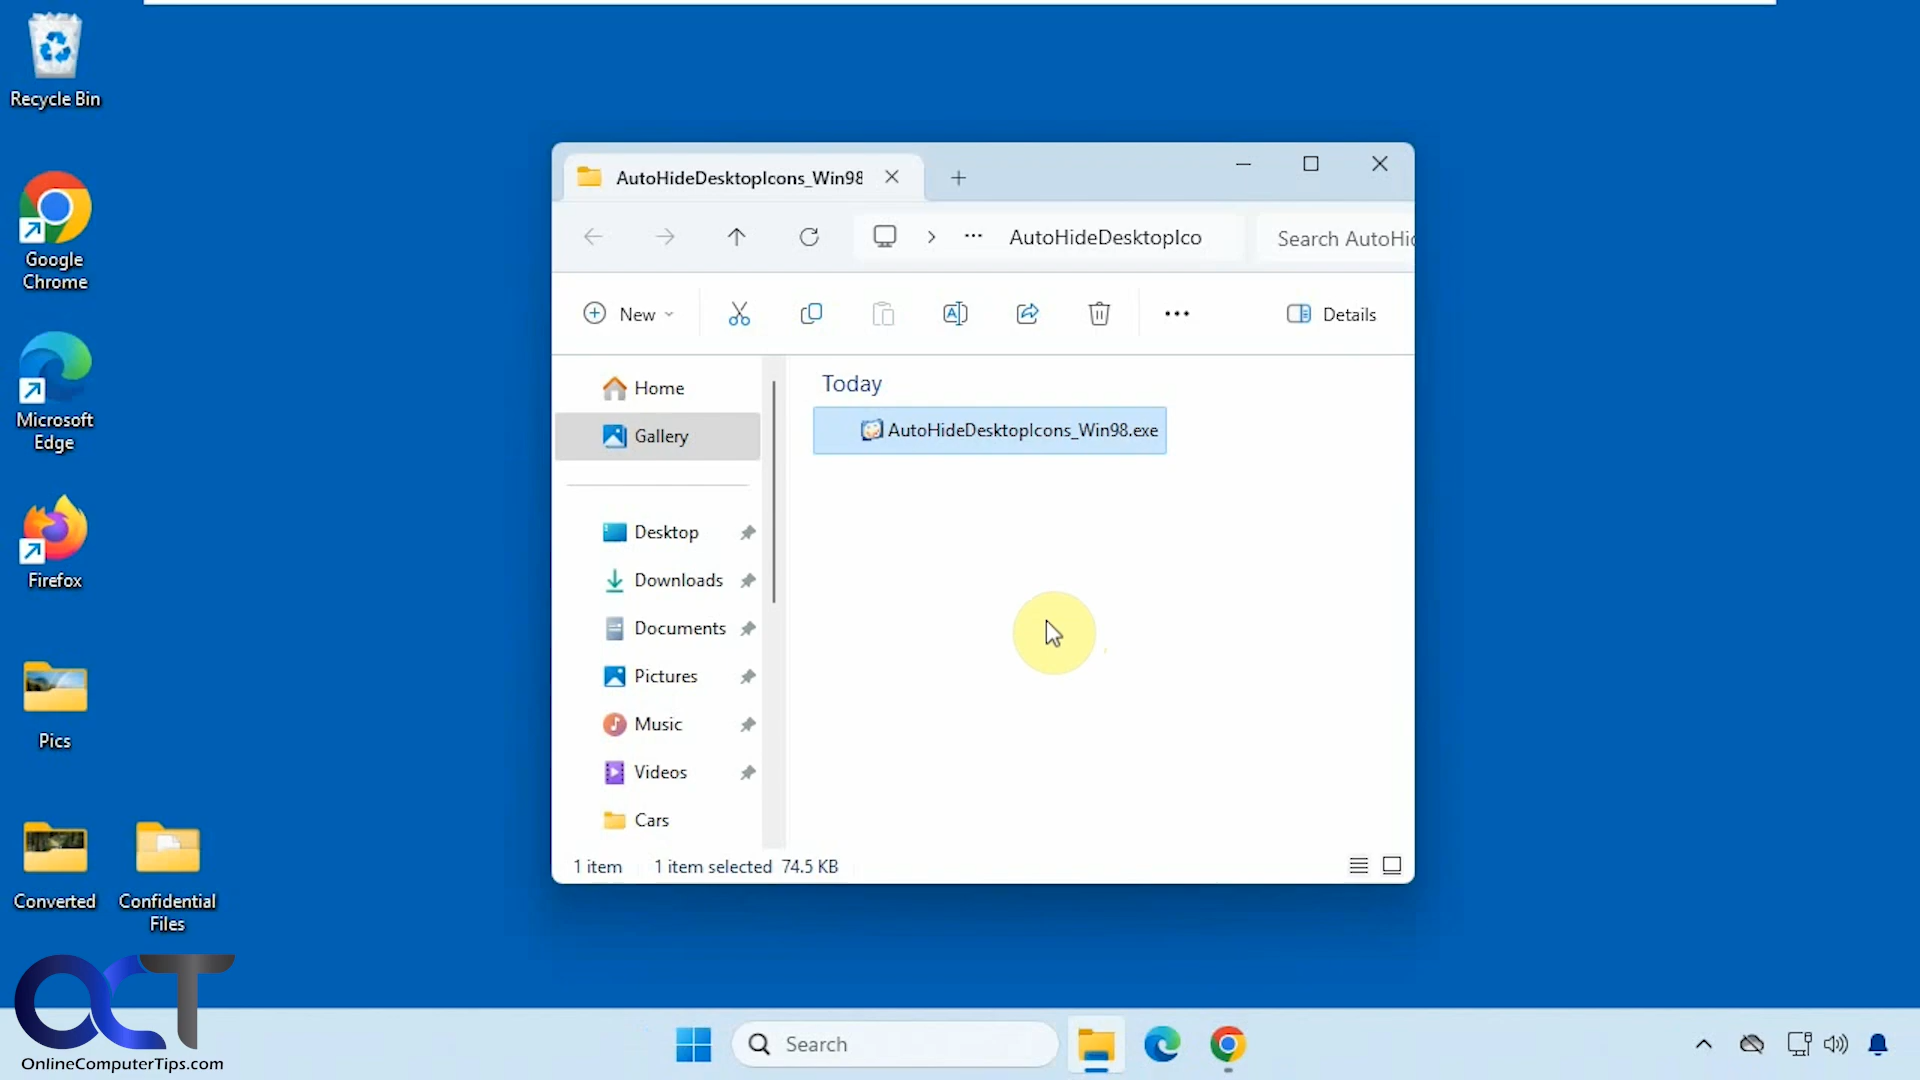 Recycle Bin
Google
Chrome
Microsoft
Edge
Firefox
Pics
Converted
Confidential
Files
AutoHideDesktopIcons_Win98
AutoHideDesktopIco
Search AutoHid
New
Details
Home
Gallery
Desktop
Downloads
Documents
Pictures
Music
Videos
Cars
Today
AutoHideDesktopIcons_Win98.exe
1 item
1 item selected 74.5 KB
OCT
OnlineComputerTips.com
Search